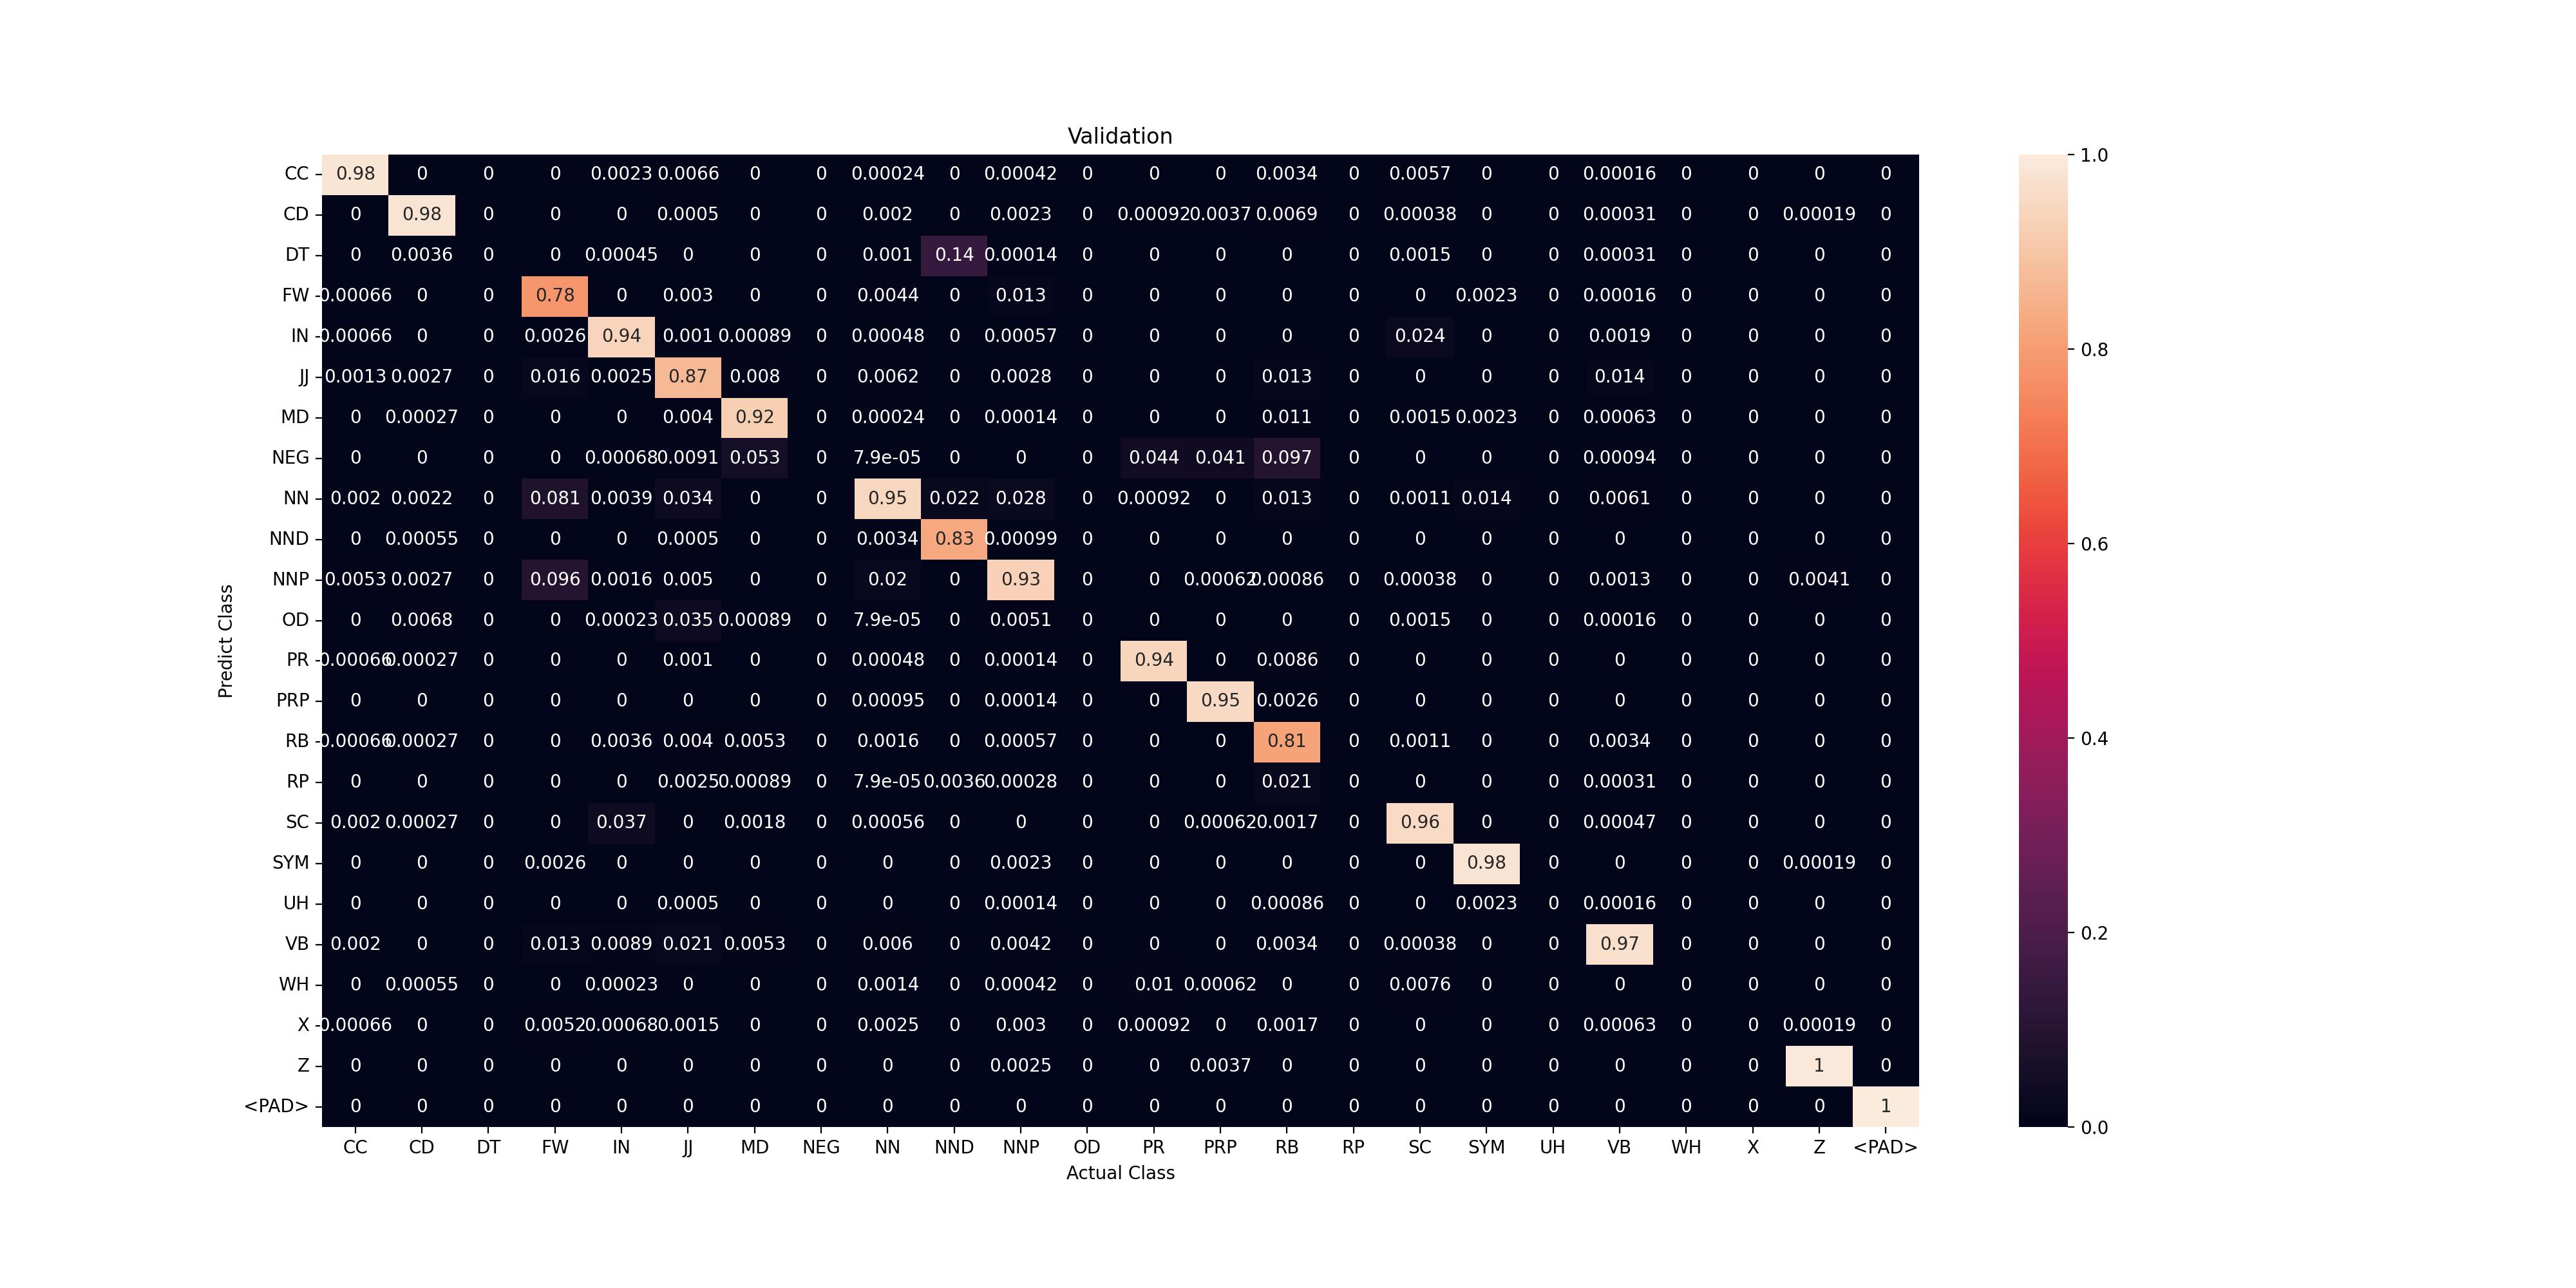 Validation
CC 0.98 0 0 0 0.0023 0.0066 0 0 0.00024 0 0.00042 0 0 0 0.0034 0 0.0057 0 0 0.00016 0 0 0 0 1.0
CD 0 0.98 0 0 0 0.0005 0 0 0.002 0 0.0023 0 0.00092 0.0037 0.0069 0 0.00038 0 0 0.00031 0 0 0.00019 0
DT 0 0.0036 0 0 0.00045 0 0 0 0.001 0.14 0.00014 0 0 0 0 0 0.0015 0 0 0.00031 0 0 0 0
FW 0.00066 0 0 0.78 0 0.003 0 0 0.0044 0 0.013 0 0 0 0 0 0 0.0023 0 0.00016 0 0 0 0
IN 0.00066 0 0 0.0026 0.94 0.001 0.00089 0 0.00048 0 0.00057 0 0 0 0 0 0.024 0 0 0.0019 0 0 0 0 0.8
JJ 0.0013 0.0027 0 0.016 0.0025 0.87 0.008 0 0.0062 0 0.0028 0 0 0 0.013 0 0 0 0 0.014 0 0 0 0
MD 0 0.00027 0 0 0 0.004 0.92 0 0.00024 0 0.00014 0 0 0 0.011 0 0.0015 0.0023 0 0.00063 0 0 0 0
NEG 0 0 0 0 0.00068 0.0091 0.053 0 7.9e-05 0 0 0 0.044 0.041 0.097 0 0 0 0 0.00094 0 0 0 0
NN 0.002 0.0022 0 0.081 0.0039 0.034 0 0 0.95 0.022 0.028 0 0.00092 0 0.013 0 0.0011 0.014 0 0.0061 0 0 0 0
NND 0 0.00055 0 0 0 0.0005 0 0 0.0034 0.83 0.00099 0 0 0 0 0 0 0 0 0 0 0 0 0 0.6
NNP 0.0053 0.0027 0 0.096 0.0016 0.005 0 0 0.02 0 0.93 0 0 0.00062 0.00086 0 0.00038 0 0 0.0013 0 0 0.0041 0
OD 0 0.0068 0 0 0.00023 0.035 0.00089 0 7.9e-05 0 0.0051 0 0 0 0 0 0.0015 0 0 0.00016 0 0 0 0
Predict Class
PR 0.00066 0.00027 0 0 0 0.001 0 0 0.00048 0 0.00014 0 0.94 0 0.0086 0 0 0 0 0 0 0 0 0
PRP 0 0 0 0 0 0 0 0 0.00095 0 0.00014 0 0 0.95 0.0026 0 0 0 0 0 0 0 0 0
RB 0.00066 0.00027 0 0 0.0036 0.004 0.0053 0 0.0016 0 0.00057 0 0 0 0.81 0 0.0011 0 0 0.0034 0 0 0 0 0.4
RP 0 0 0 0 0 0.0025 0.00089 0 7.9e-05 0.0036 0.00028 0 0 0 0.021 0 0 0 0 0.00031 0 0 0 0
SC 0.002 0.00027 0 0 0.037 0 0.0018 0 0.00056 0 0 0 0 0.00062 0.0017 0 0.96 0 0 0.00047 0 0 0 0
SYM 0 0 0 0.0026 0 0 0 0 0 0 0.0023 0 0 0 0 0 0 0.98 0 0 0 0 0.00019 0
UH 0 0 0 0 0 0.0005 0 0 0 0 0.00014 0 0 0 0.00086 0 0 0.0023 0 0.00016 0 0 0 0
VB 0.002 0 0 0.013 0.0089 0.021 0.0053 0 0.006 0 0.0042 0 0 0 0.0034 0 0.00038 0 0 0.97 0 0 0 0 0.2
WH 0 0.00055 0 0 0.00023 0 0 0 0.0014 0 0.00042 0 0.01 0.00062 0 0 0.0076 0 0 0 0 0 0 0
X 0.00066 0 0 0.0052 0.00068 0.0015 0 0 0.0025 0 0.003 0 0.00092 0 0.0017 0 0 0 0 0.00063 0 0 0.00019 0
Z 0 0 0 0 0 0 0 0 0 0 0.0025 0 0 0.0037 0 0 0 0 0 0 0 0 1 0
<PAD> 0 0 0 0 0 0 0 0 0 0 0 0 0 0 0 0 0 0 0 0 0 0 0 1 0.0
CC CD DT FW IN JJ MD NEG NN NND NNP OD PR PRP RB RP SC SYM UH VB WH X Z <PAD>
Actual Class